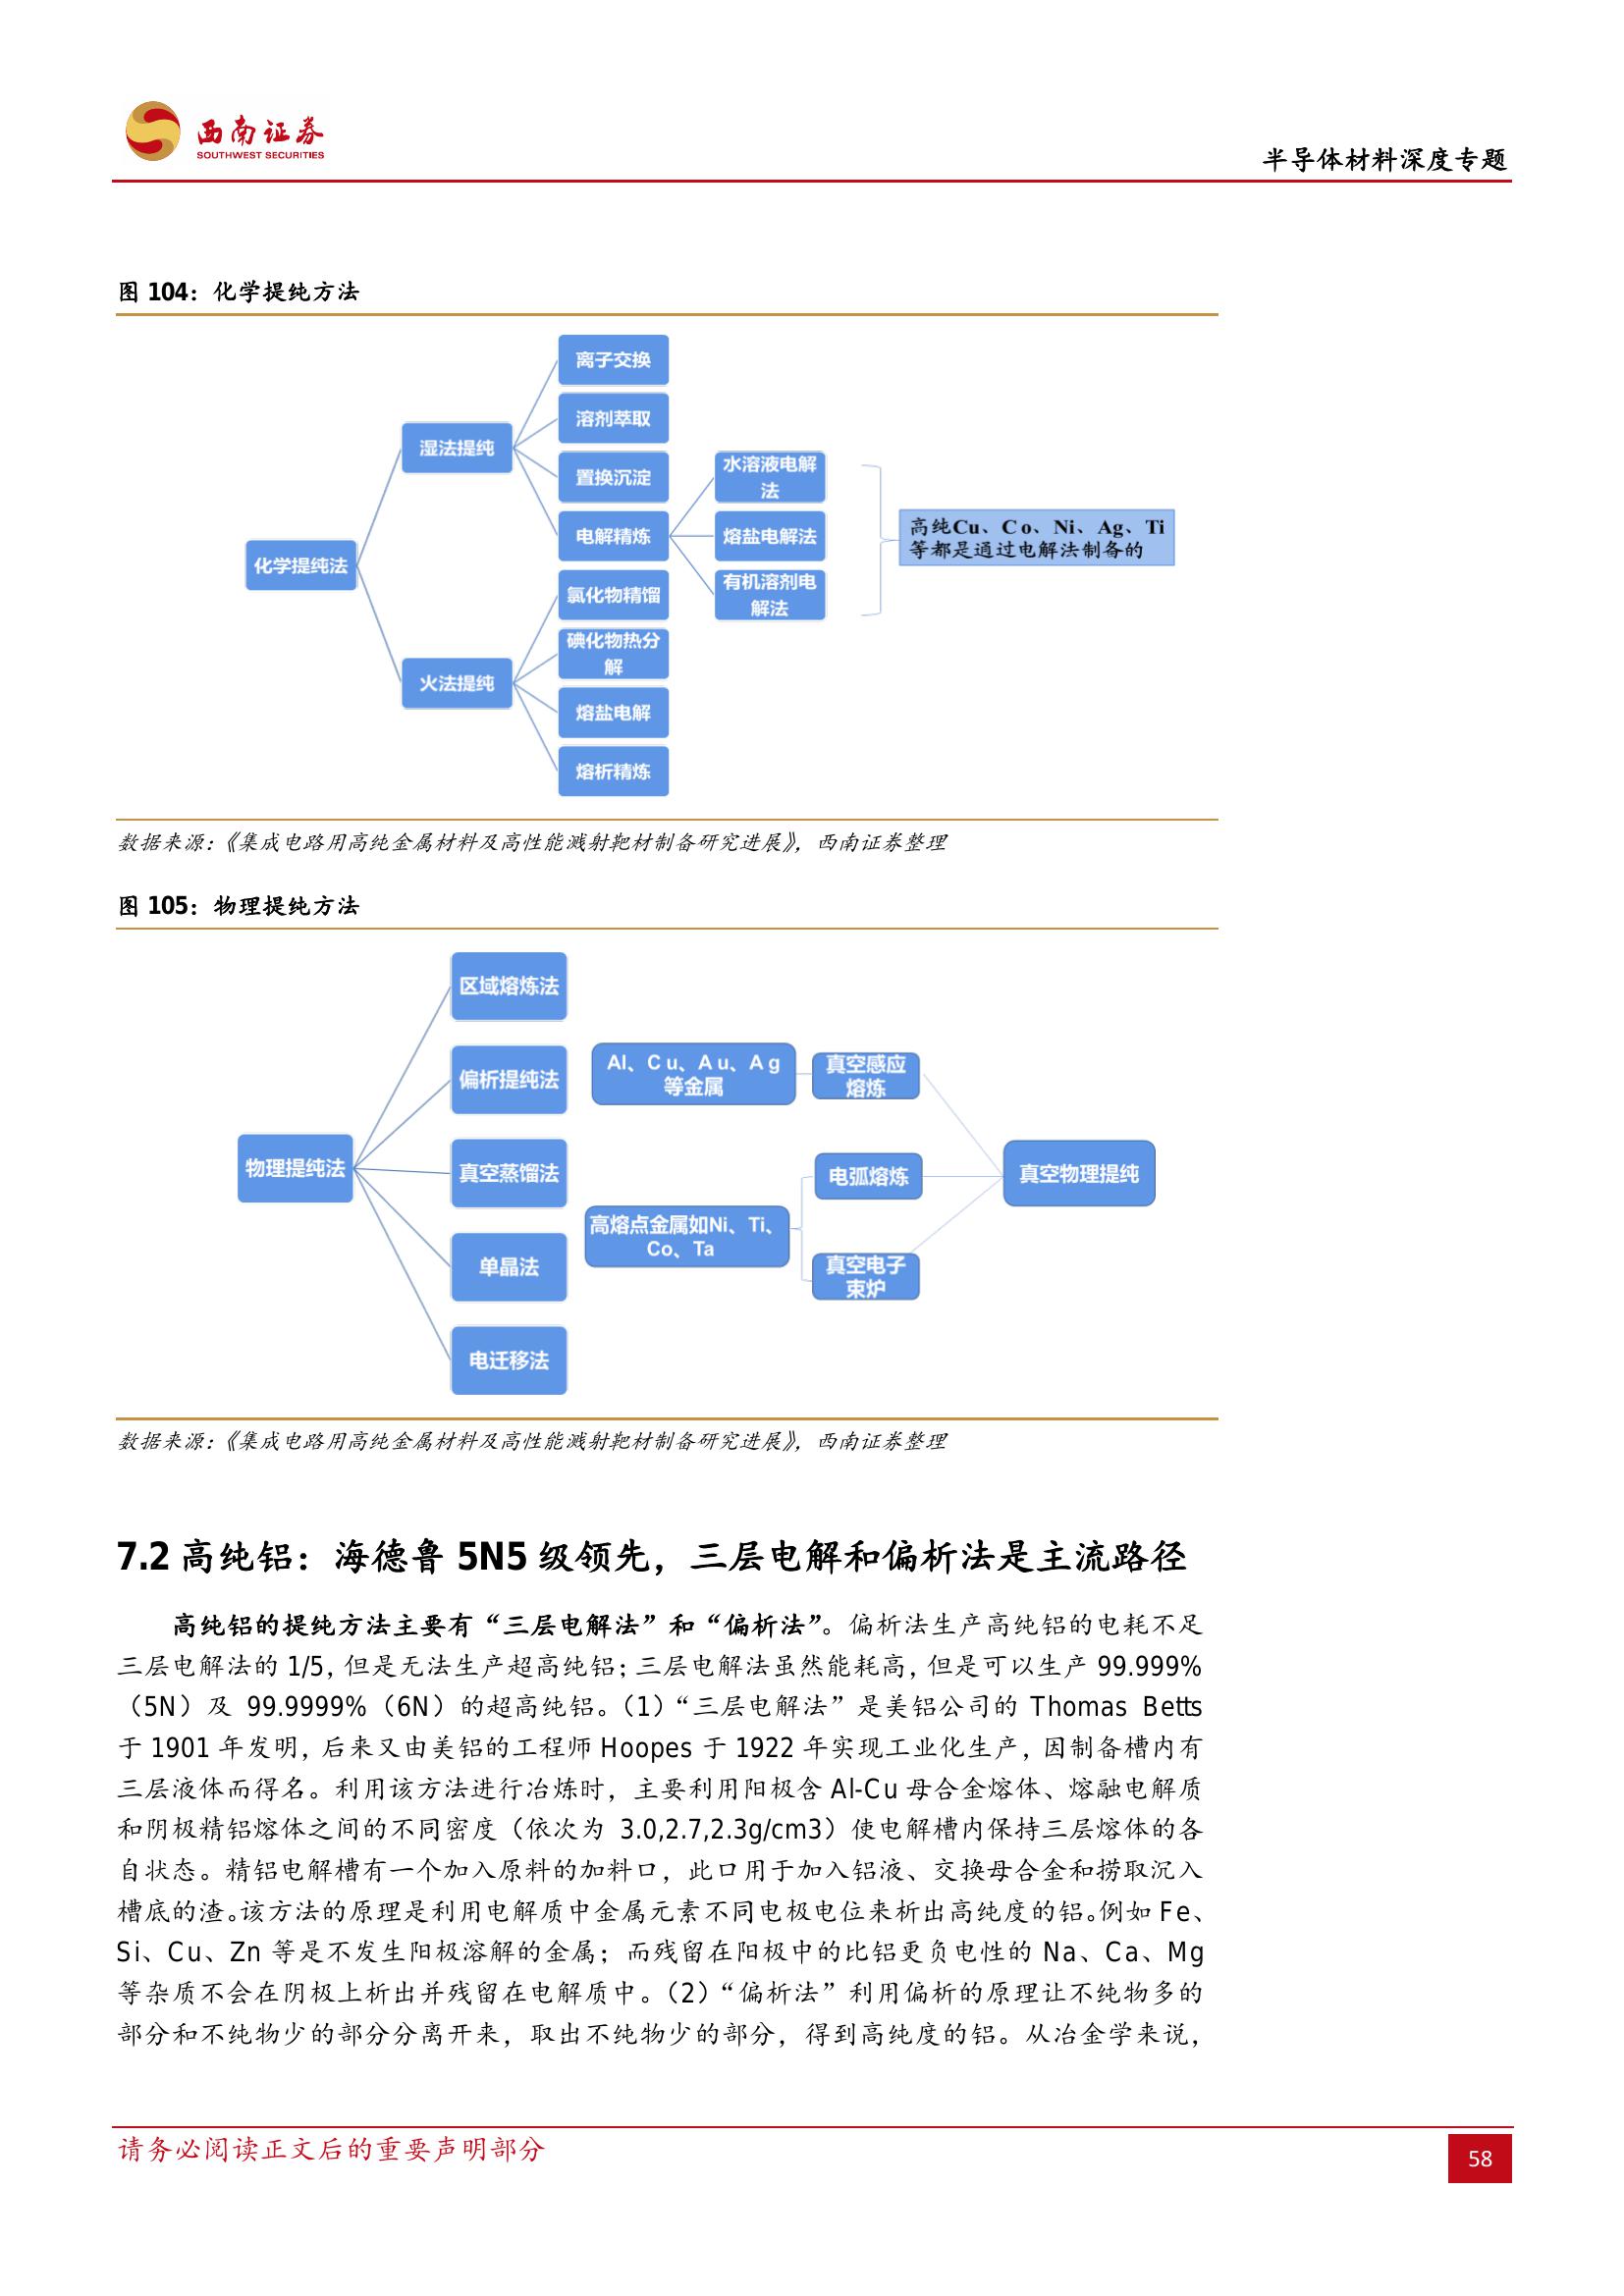 西南证券
SOUTHWEST SECURITIES
半导体材料深度专题
图 104：化学提纯方法
离子交换
溶剂萃取
湿法提纯
置换沉淀
水溶液电解
法
电解精炼
熔盐电解法
高纯Cu、Co、Ni、Ag、Ti
等都是通过电解法制备的
化学提纯法
氯化物精馏
有机溶剂电
解法
碘化物热分
解
火法提纯
熔盐电解
熔析精炼
数据来源：《集成电路用高纯金属材料及高性能溅射靶材制备研究进展》，西南证券整理
图 105：物理提纯方法
区域熔炼法
偏析提纯法
Al、Cu、Au、Ag
等金属
真空感应
熔炼
物理提纯法
真空蒸馏法
电弧熔炼
真空物理提纯
高熔点金属如Ni、Ti、
Co、Ta
单晶法
真空电子
束炉
电迁移法
数据来源：《集成电路用高纯金属材料及高性能溅射靶材制备研究进展》，西南证券整理
7.2 高纯铝：海德鲁 5N5 级领先，三层电解和偏析法是主流路径
高纯铝的提纯方法主要有“三层电解法”和“偏析法”。偏析法生产高纯铝的电耗不足
三层电解法的 1/5，但是无法生产超高纯铝；三层电解法虽然能耗高，但是可以生产 99.999%
（5N）及 99.9999%（6N）的超高纯铝。（1）“三层电解法”是美铝公司的 Thomas Betts
于 1901 年发明，后来又由美铝的工程师 Hoopes 于 1922 年实现工业化生产，因制备槽内有
三层液体而得名。利用该方法进行冶炼时，主要利用阳极含 Al-Cu 母合金熔体、熔融电解质
和阴极精铝熔体之间的不同密度（依次为 3.0,2.7,2.3g/cm3）使电解槽内保持三层熔体的各
自状态。精铝电解槽有一个加入原料的加料口，此口用于加入铝液、交换母合金和捞取沉入
槽底的渣。该方法的原理是利用电解质中金属元素不同电极电位来析出高纯度的铝。例如 Fe、
Si、Cu、Zn 等是不发生阳极溶解的金属；而残留在阳极中的比铝更负电性的 Na、Ca、Mg
等杂质不会在阴极上析出并残留在电解质中。（2）“偏析法”利用偏析的原理让不纯物多的
部分和不纯物少的部分分离开来，取出不纯物少的部分，得到高纯度的铝。从冶金学来说，
请务必阅读正文后的重要声明部分
58